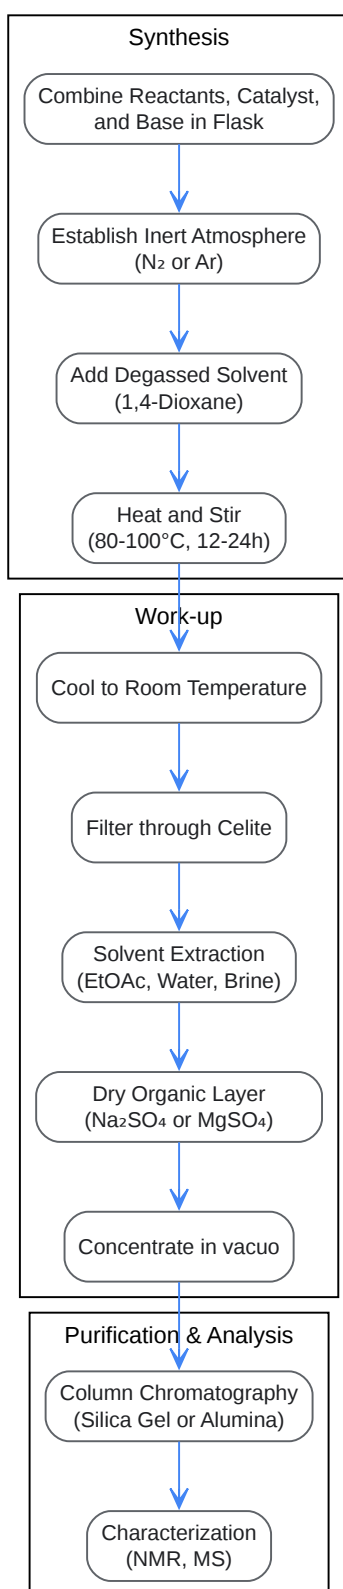 Synthesis
Combine Reactants, Catalyst,
and Base in Flask
Establish Inert Atmosphere
(N₂ or Ar)
Add Degassed Solvent
(1,4-Dioxane)
Heat and Stir
(80-100°C, 12-24h)
Work-up
Cool to Room Temperature
Filter through Celite
Solvent Extraction
(EtOAc, Water, Brine)
Dry Organic Layer
(Na₂SO₄ or MgSO₄)
Concentrate in vacuo
Purification & Analysis
Column Chromatography
(Silica Gel or Alumina)
Characterization
(NMR, MS)